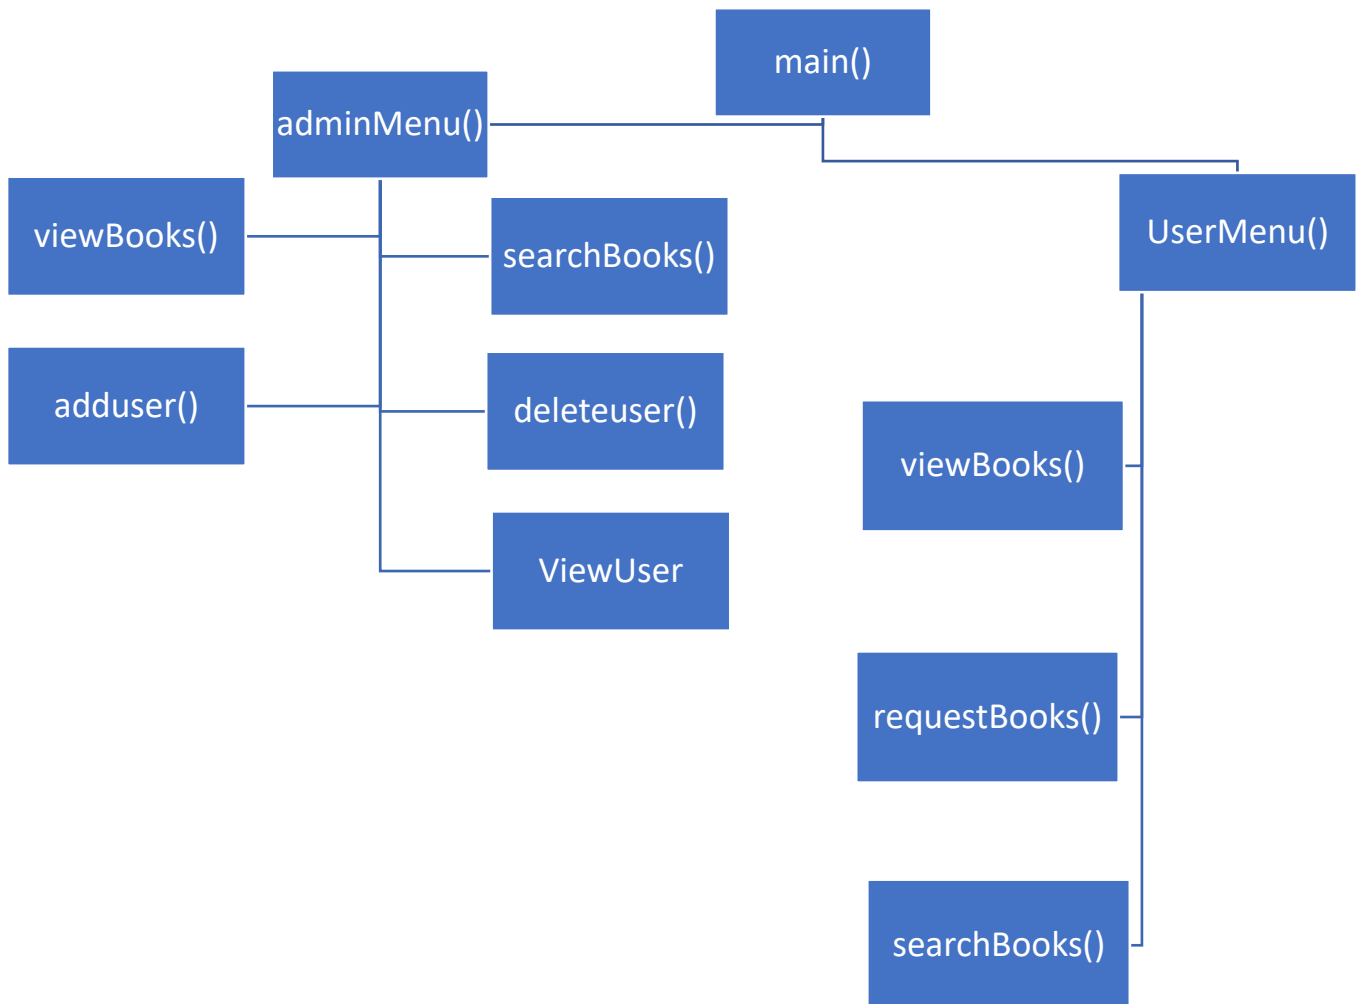 main()
adminMenu()
UserMenu()
viewBooks()
searchBooks()
adduser()
deleteuser()
ViewUser
viewBooks()
requestBooks()
searchBooks()